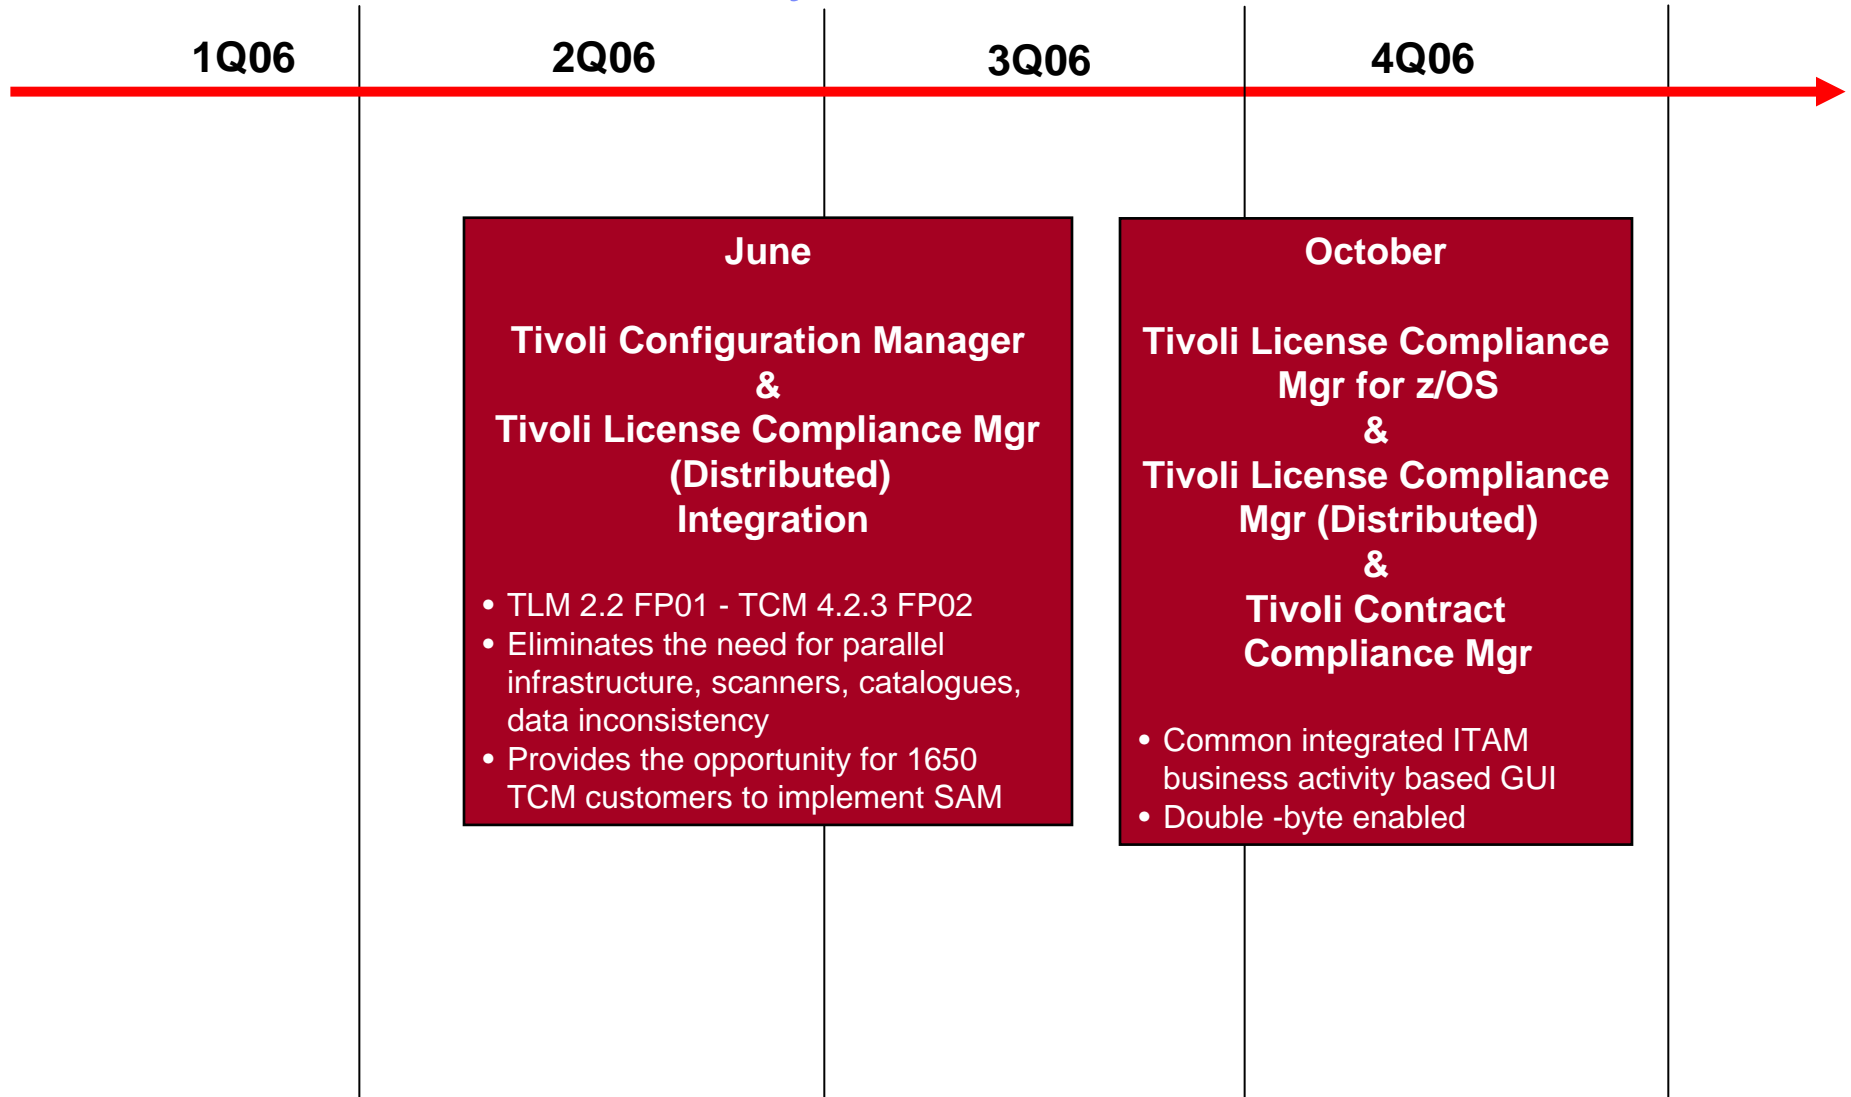 1Q06
2Q06
3Q06
4Q06
June
Tivoli Configuration Manager
&
Tivoli License Compliance Mgr
(Distributed)
Integration
• TLM 2.2 FP01 - TCM 4.2.3 FP02
• Eliminates the need for parallel
infrastructure, scanners, catalogues,
data inconsistency
• Provides the opportunity for 1650
TCM customers to implement SAM
October
Tivoli License Compliance
Mgr for z/OS
&
Tivoli License Compliance
Mgr (Distributed)
&
Tivoli Contract
Compliance Mgr
• Common integrated ITAM
business activity based GUI
• Double -byte enabled